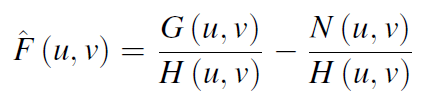 F̂ (u, v) = G (u, v) / H (u, v) − N (u, v) / H (u, v)